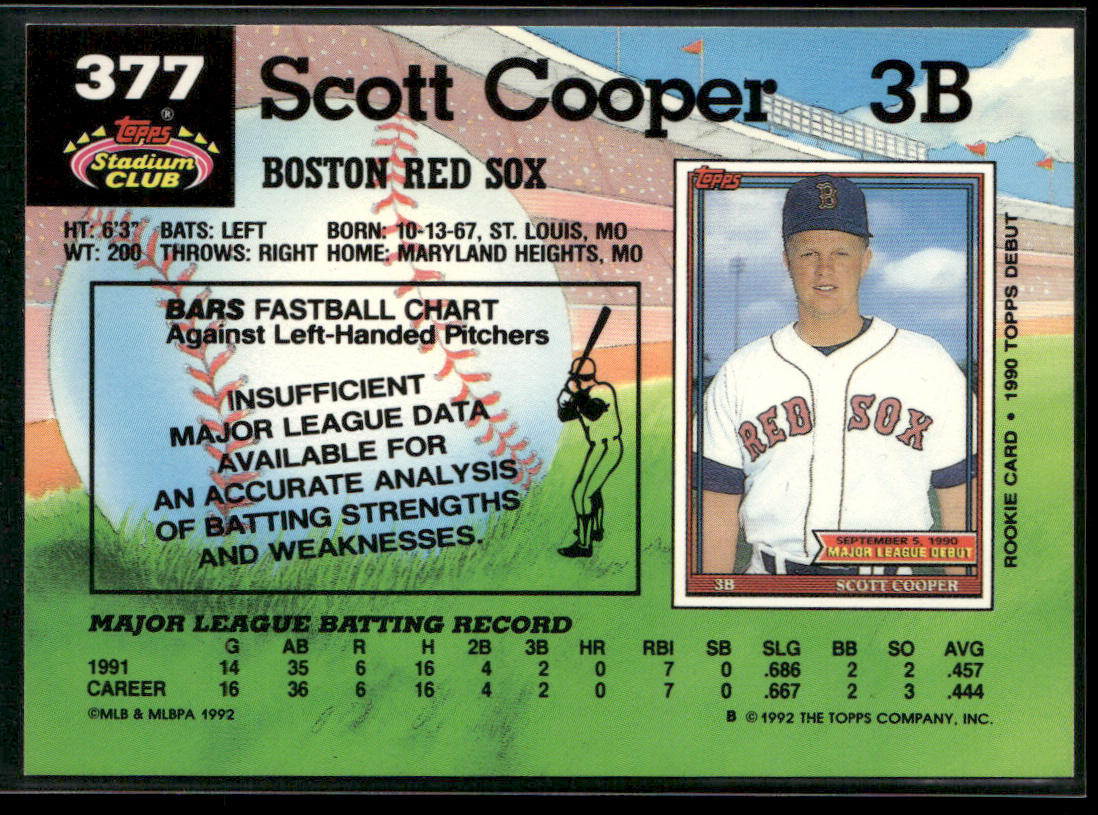 377
Topps®
Stadium
CLUB
Scott Cooper 3B
BOSTON RED SOX
HT: 6'3" BATS: LEFT BORN: 10-13-67, ST. LOUIS, MO
WT: 200 THROWS: RIGHT HOME: MARYLAND HEIGHTS, MO
BARS FASTBALL CHART
Against Left-Handed Pitchers
INSUFFICIENT
MAJOR LEAGUE DATA
AVAILABLE FOR
AN ACCURATE ANALYSIS
OF BATTING STRENGTHS
AND WEAKNESSES.
Topps
B
RED SOX
SEPTEMBER 5, 1990
MAJOR LEAGUE DEBUT
3B SCOTT COOPER
ROOKIE CARD • 1990 TOPPS DEBUT
MAJOR LEAGUE BATTING RECORD
G AB R H 2B 3B HR RBI SB SLG BB SO AVG
1991 14 35 6 16 4 2 0 7 0 .686 2 2 .457
CAREER 16 36 6 16 4 2 0 7 0 .667 2 3 .444
©MLB & MLBPA 1992
B © 1992 THE TOPPS COMPANY, INC.